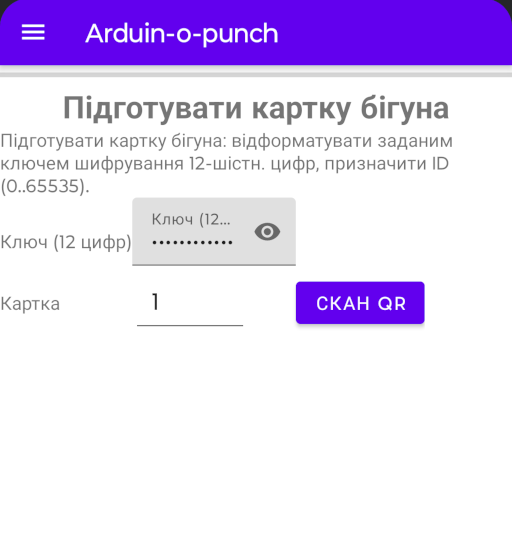 Arduin-o-punch
Підготувати картку бігуна
Підготувати картку бігуна: відформатувати заданим
ключем шифрування 12-шістн. цифр, призначити ID
(0..65535).
Ключ (12...
Ключ (12 цифр) ••••••••••••
Картка 1 СКАН QR